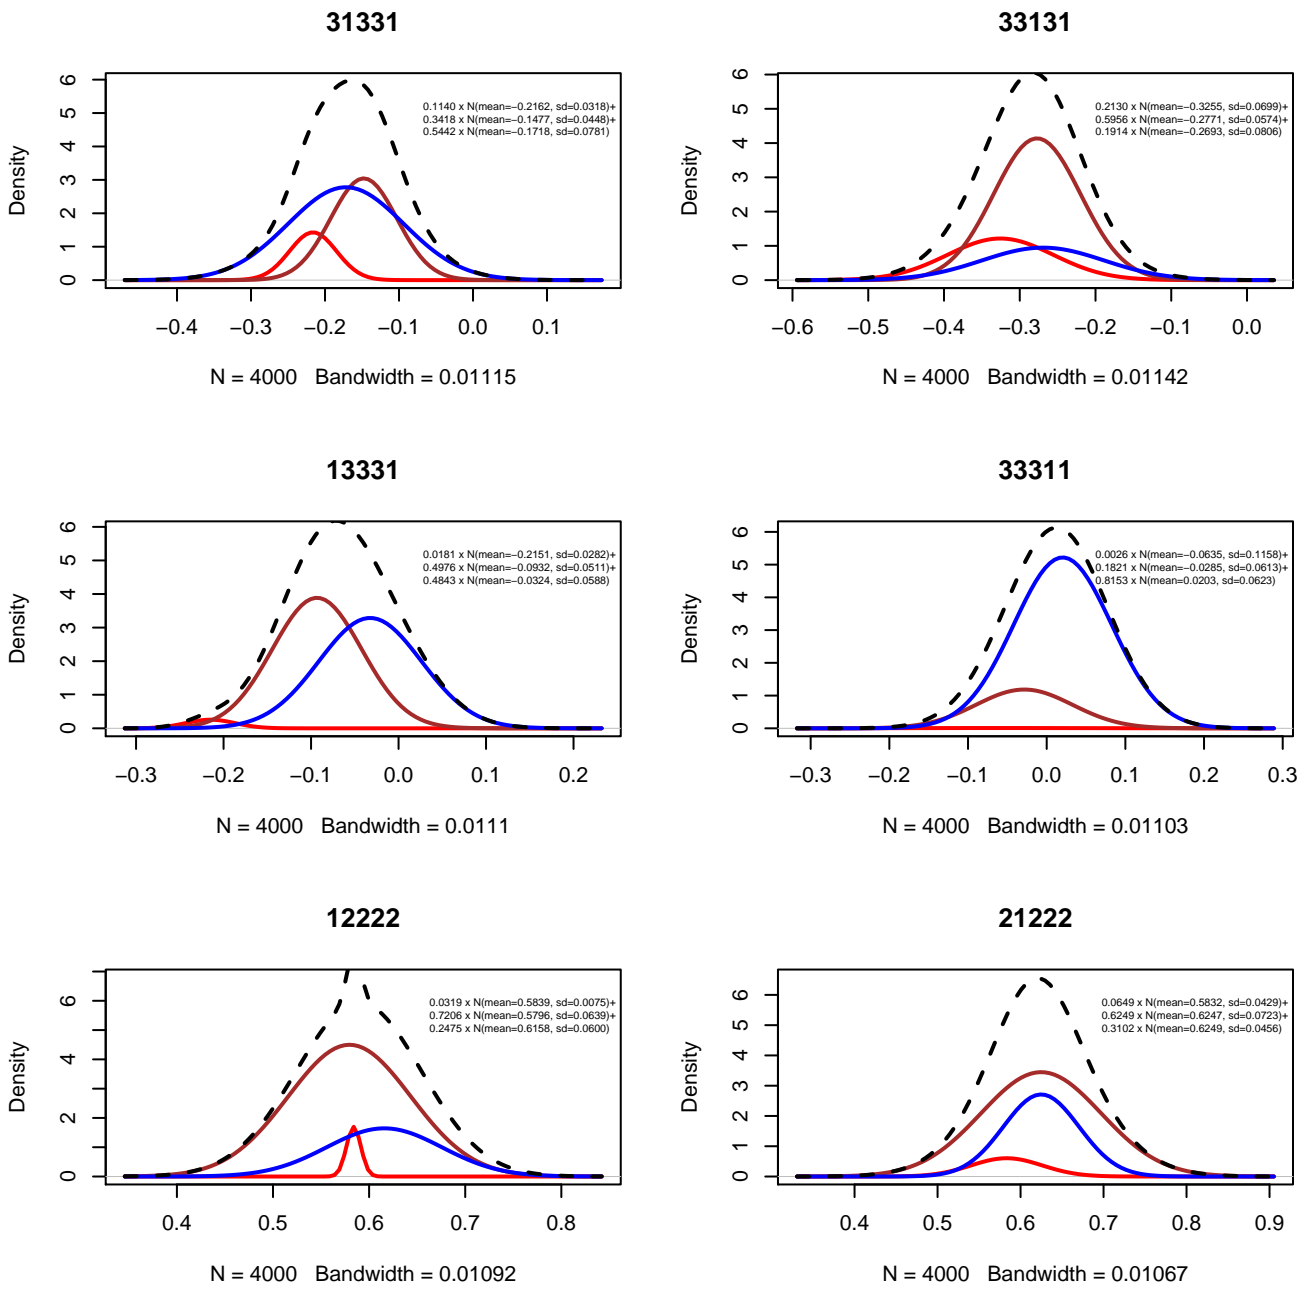 31331
Density
0 1 2 3 4 5 6
0.1140 x N(mean=−0.2162, sd=0.0318)+
0.3418 x N(mean=−0.1477, sd=0.0448)+
0.5442 x N(mean=−0.1718, sd=0.0781)
−0.4 −0.3 −0.2 −0.1 0.0 0.1
N = 4000 Bandwidth = 0.01115
33131
Density
0 1 2 3 4 5 6
0.2130 x N(mean=−0.3255, sd=0.0699)+
0.5956 x N(mean=−0.2771, sd=0.0574)+
0.1914 x N(mean=−0.2693, sd=0.0806)
−0.6 −0.5 −0.4 −0.3 −0.2 −0.1 0.0
N = 4000 Bandwidth = 0.01142
13331
Density
0 1 2 3 4 5 6
0.0181 x N(mean=−0.2151, sd=0.0282)+
0.4976 x N(mean=−0.0932, sd=0.0511)+
0.4843 x N(mean=−0.0324, sd=0.0588)
−0.3 −0.2 −0.1 0.0 0.1 0.2
N = 4000 Bandwidth = 0.0111
33311
Density
0 1 2 3 4 5 6
0.0026 x N(mean=−0.0635, sd=0.1158)+
0.1821 x N(mean=−0.0285, sd=0.0613)+
0.8153 x N(mean=0.0203, sd=0.0623)
−0.3 −0.2 −0.1 0.0 0.1 0.2 0.3
N = 4000 Bandwidth = 0.01103
12222
Density
0 2 4 6
0.0319 x N(mean=0.5839, sd=0.0075)+
0.7206 x N(mean=0.5796, sd=0.0639)+
0.2475 x N(mean=0.6158, sd=0.0600)
0.4 0.5 0.6 0.7 0.8
N = 4000 Bandwidth = 0.01092
21222
Density
0 1 2 3 4 5 6
0.0649 x N(mean=0.5832, sd=0.0429)+
0.6249 x N(mean=0.6247, sd=0.0723)+
0.3102 x N(mean=0.6249, sd=0.0456)
0.4 0.5 0.6 0.7 0.8 0.9
N = 4000 Bandwidth = 0.01067